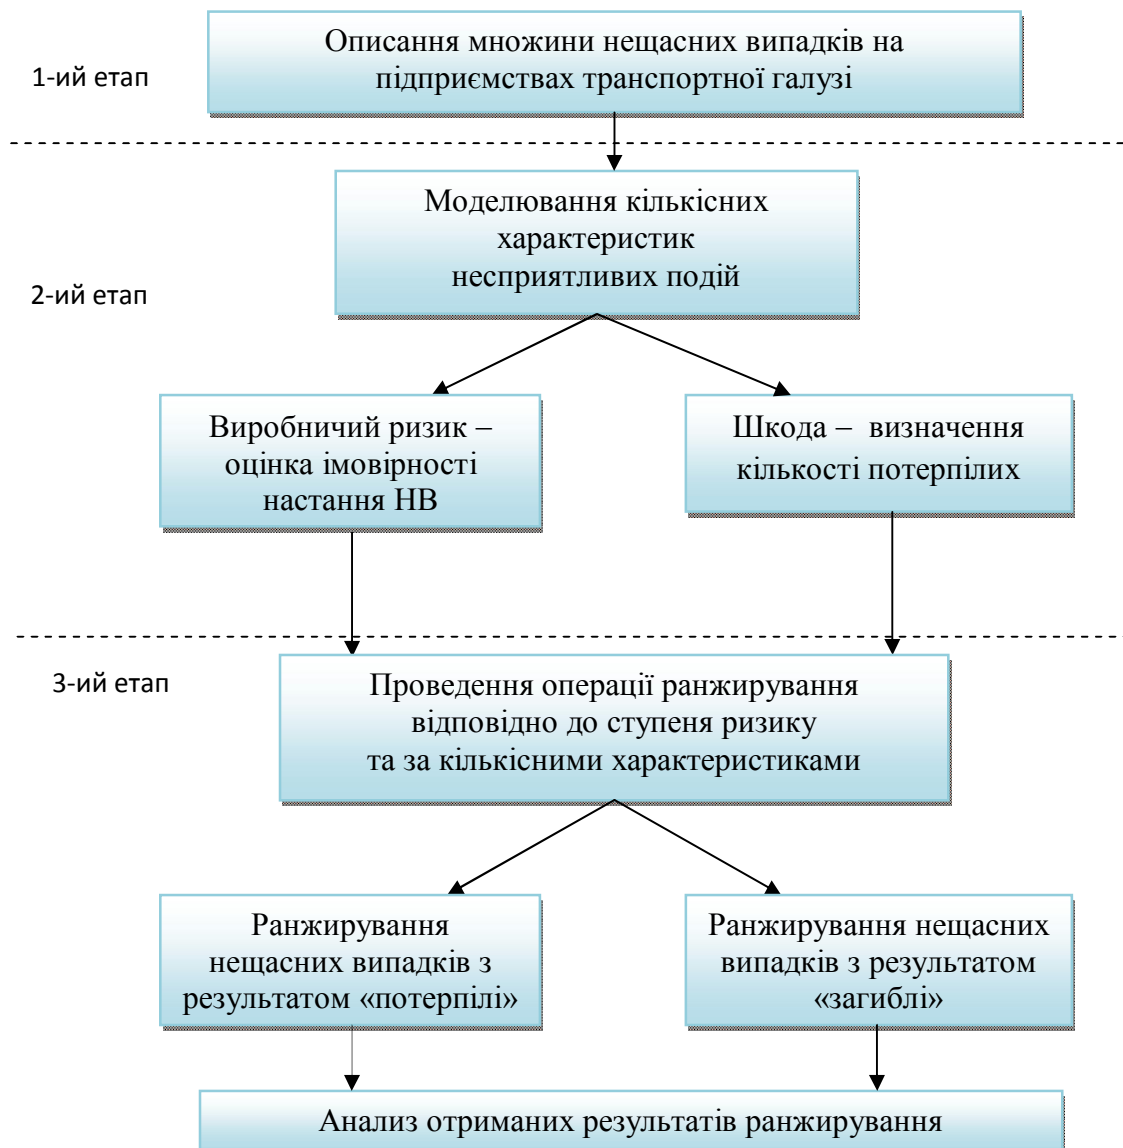 Описання множини нещасних випадків на
підприємствах транспортної галузі
1-ий етап
Моделювання кількісних
характеристик
несприятливих подій
2-ий етап
Виробничий ризик –
оцінка імовірності
настання НВ
Шкода – визначення
кількості потерпілих
3-ий етап
Проведення операції ранжирування
відповідно до ступеня ризику
та за кількісними характеристиками
Ранжирування
нещасних випадків з
результатом «потерпілі»
Ранжирування нещасних
випадків з результатом
«загиблі»
Анализ отриманих результатів ранжирування